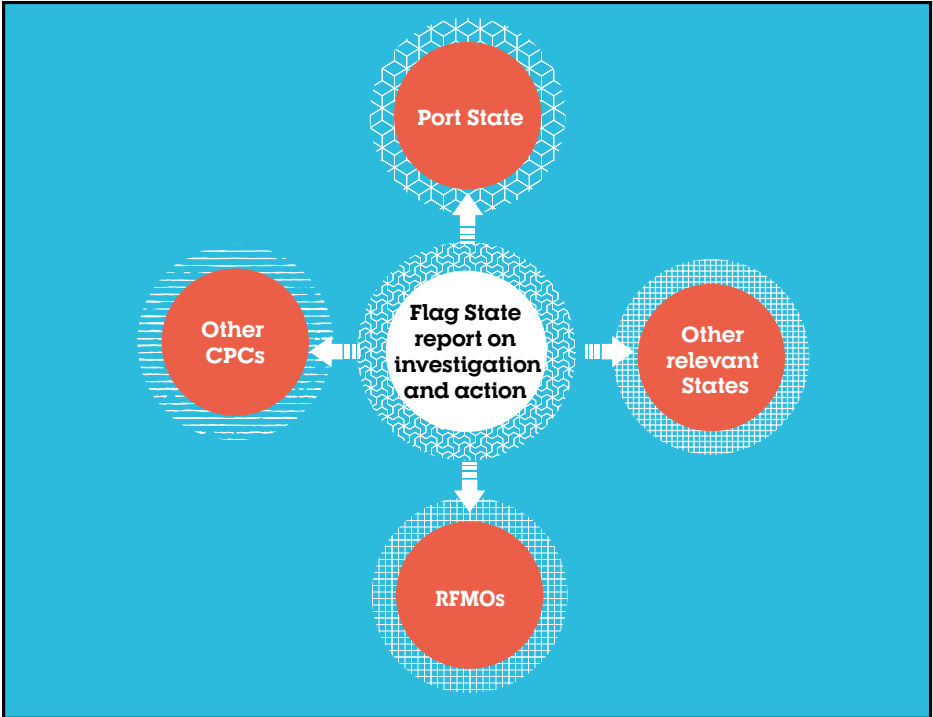 Port State
Flag State
report on
investigation
and action
Other
CPCs
Other
relevant
States
RFMOs